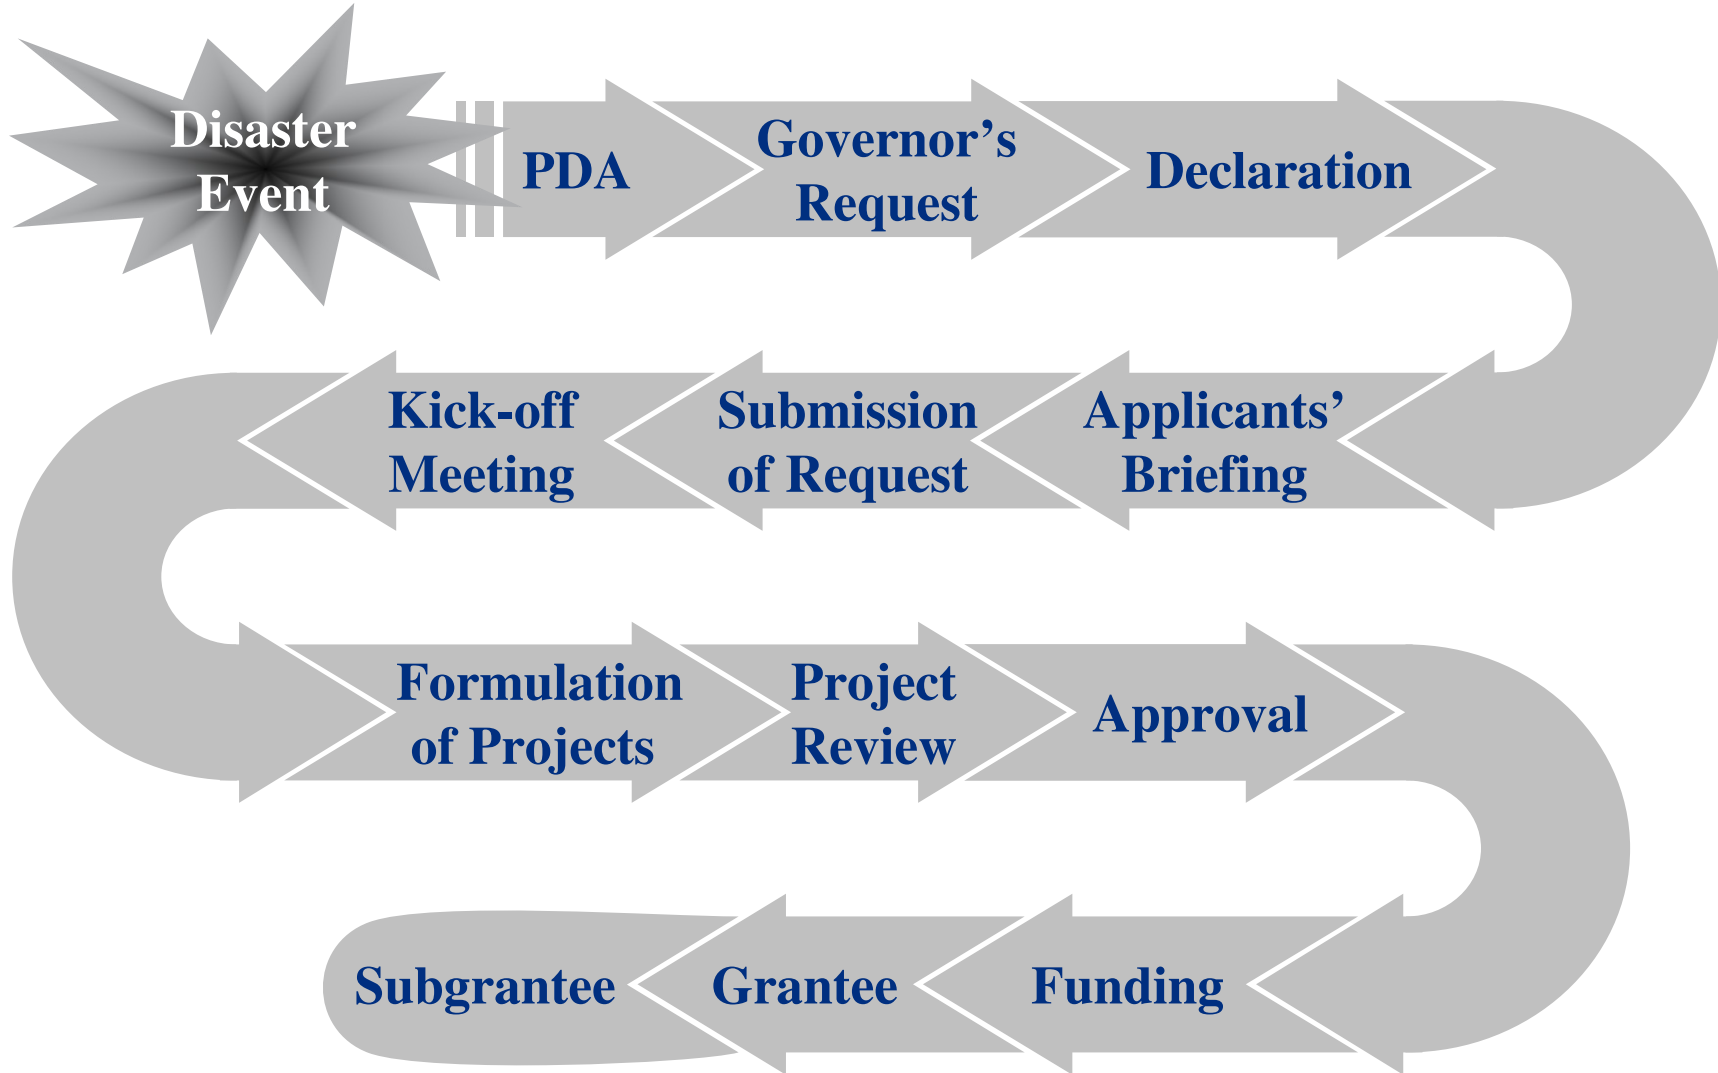 Disaster
Event
PDA
Governor’s
Request
Declaration
Applicants’
Briefing
Submission
of Request
Kick-off
Meeting
Formulation
of Projects
Project
Review
Approval
Funding
Grantee
Subgrantee